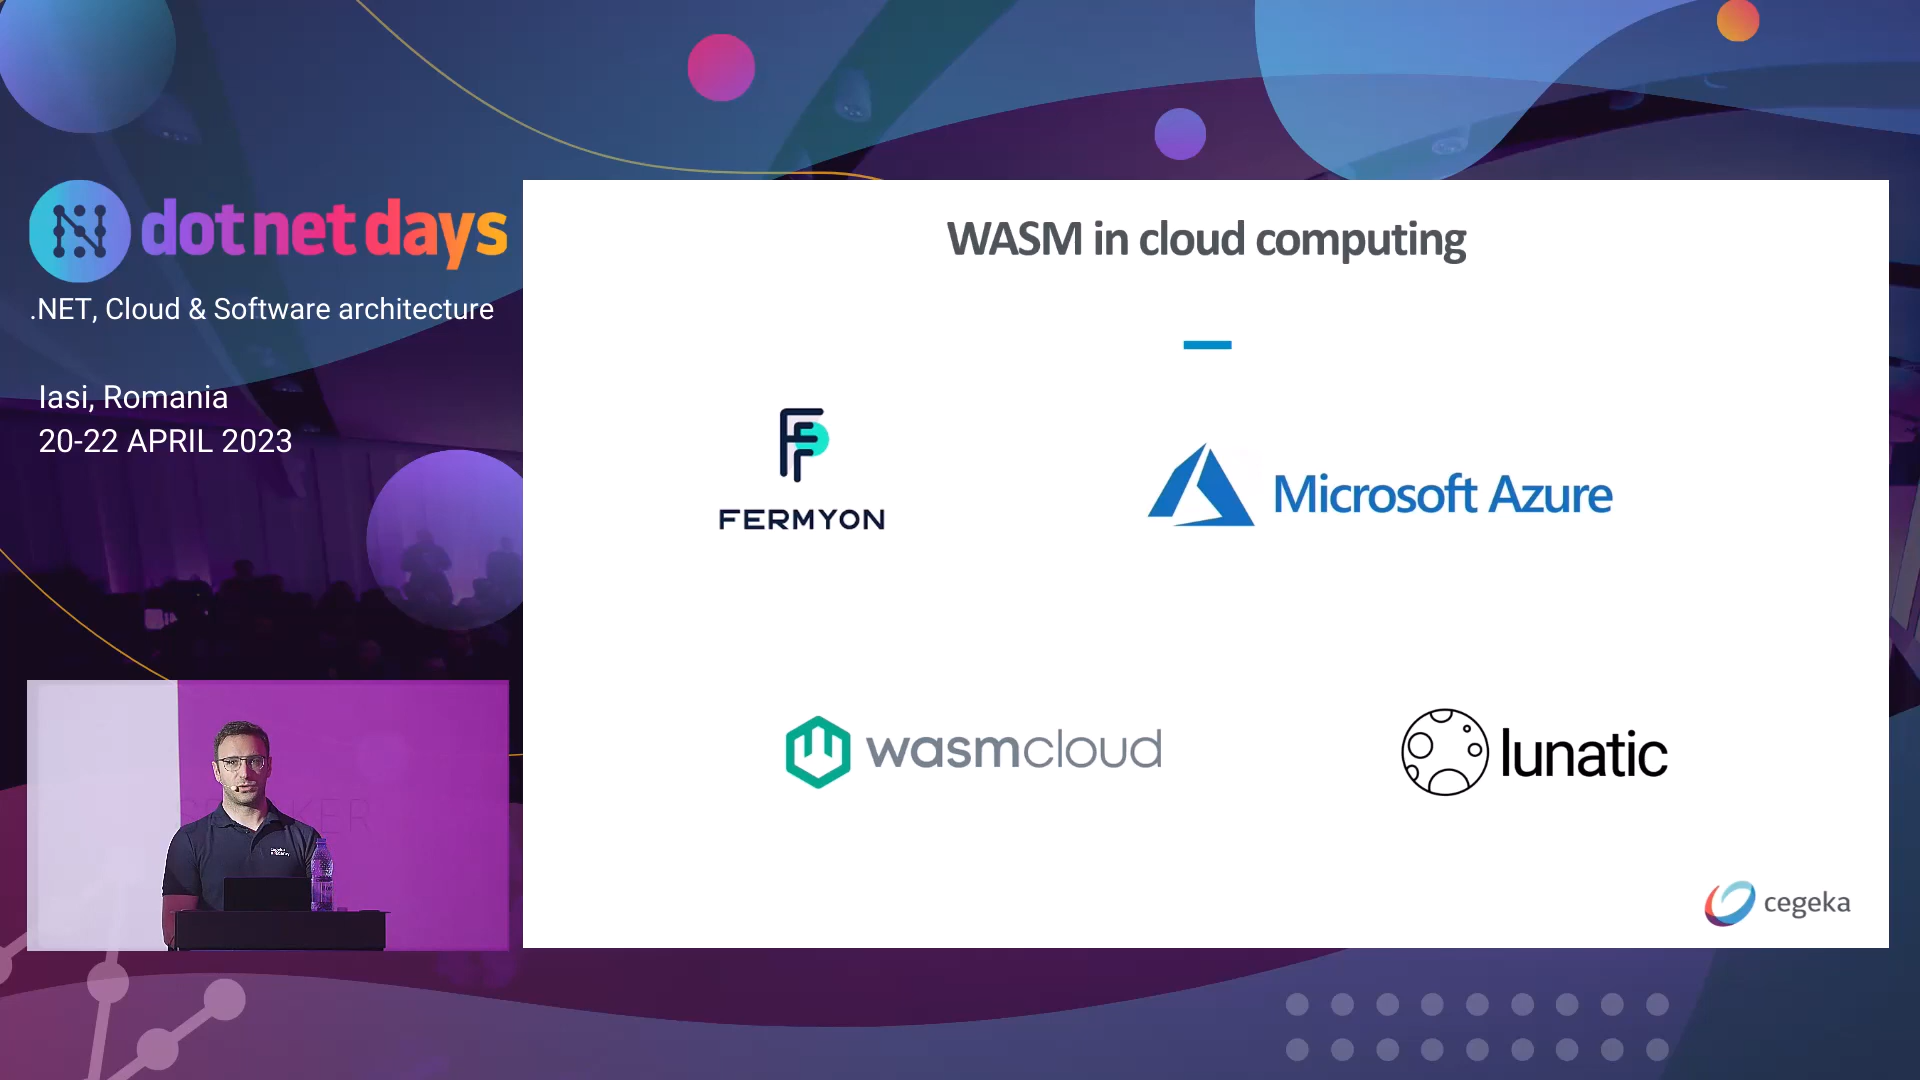 dotnetdays
.NET, Cloud & Software architecture
Iasi, Romania
20-22 APRIL 2023
WASM in cloud computing
FERMYON
Microsoft Azure
wasmcloud
lunatic
cegeka